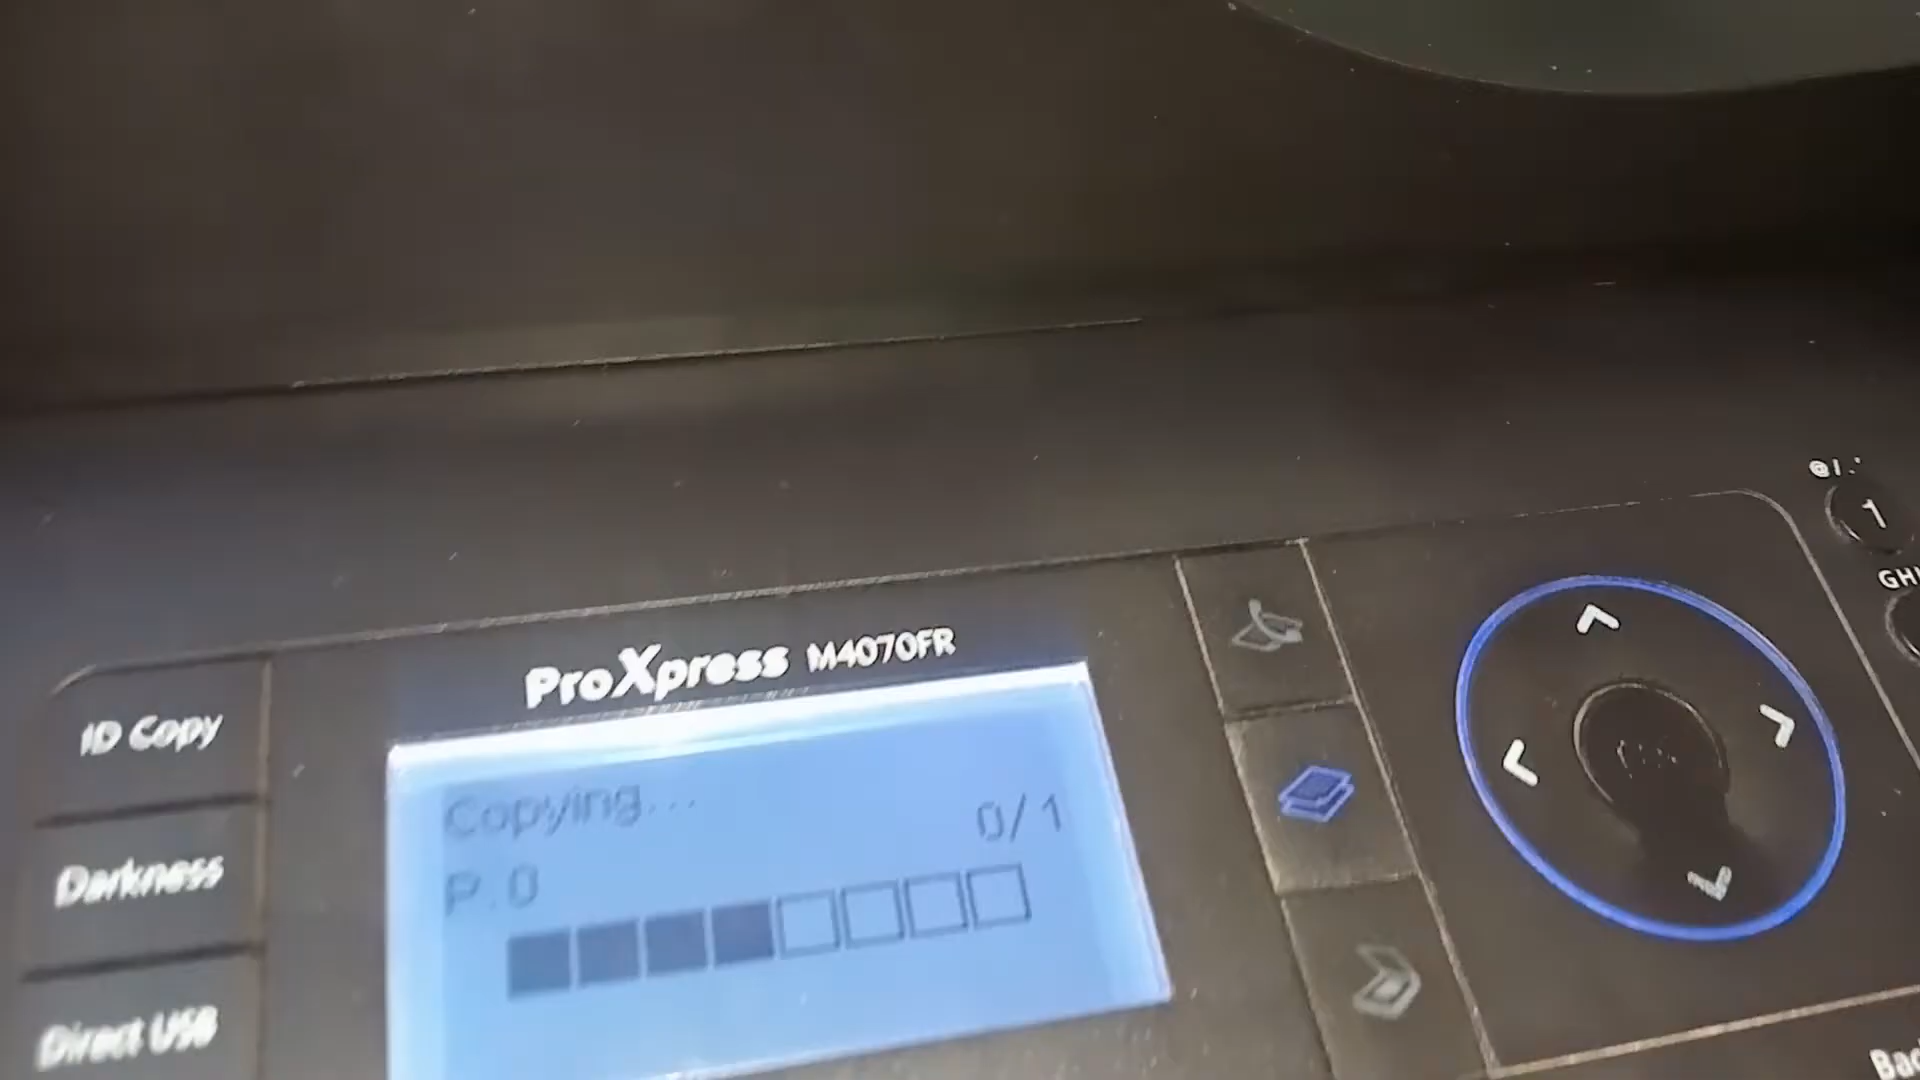 ProXpress M4070FR
ID Copy
Darkness
Direct USB
Copying...
0/1
P.0
@/.'
1